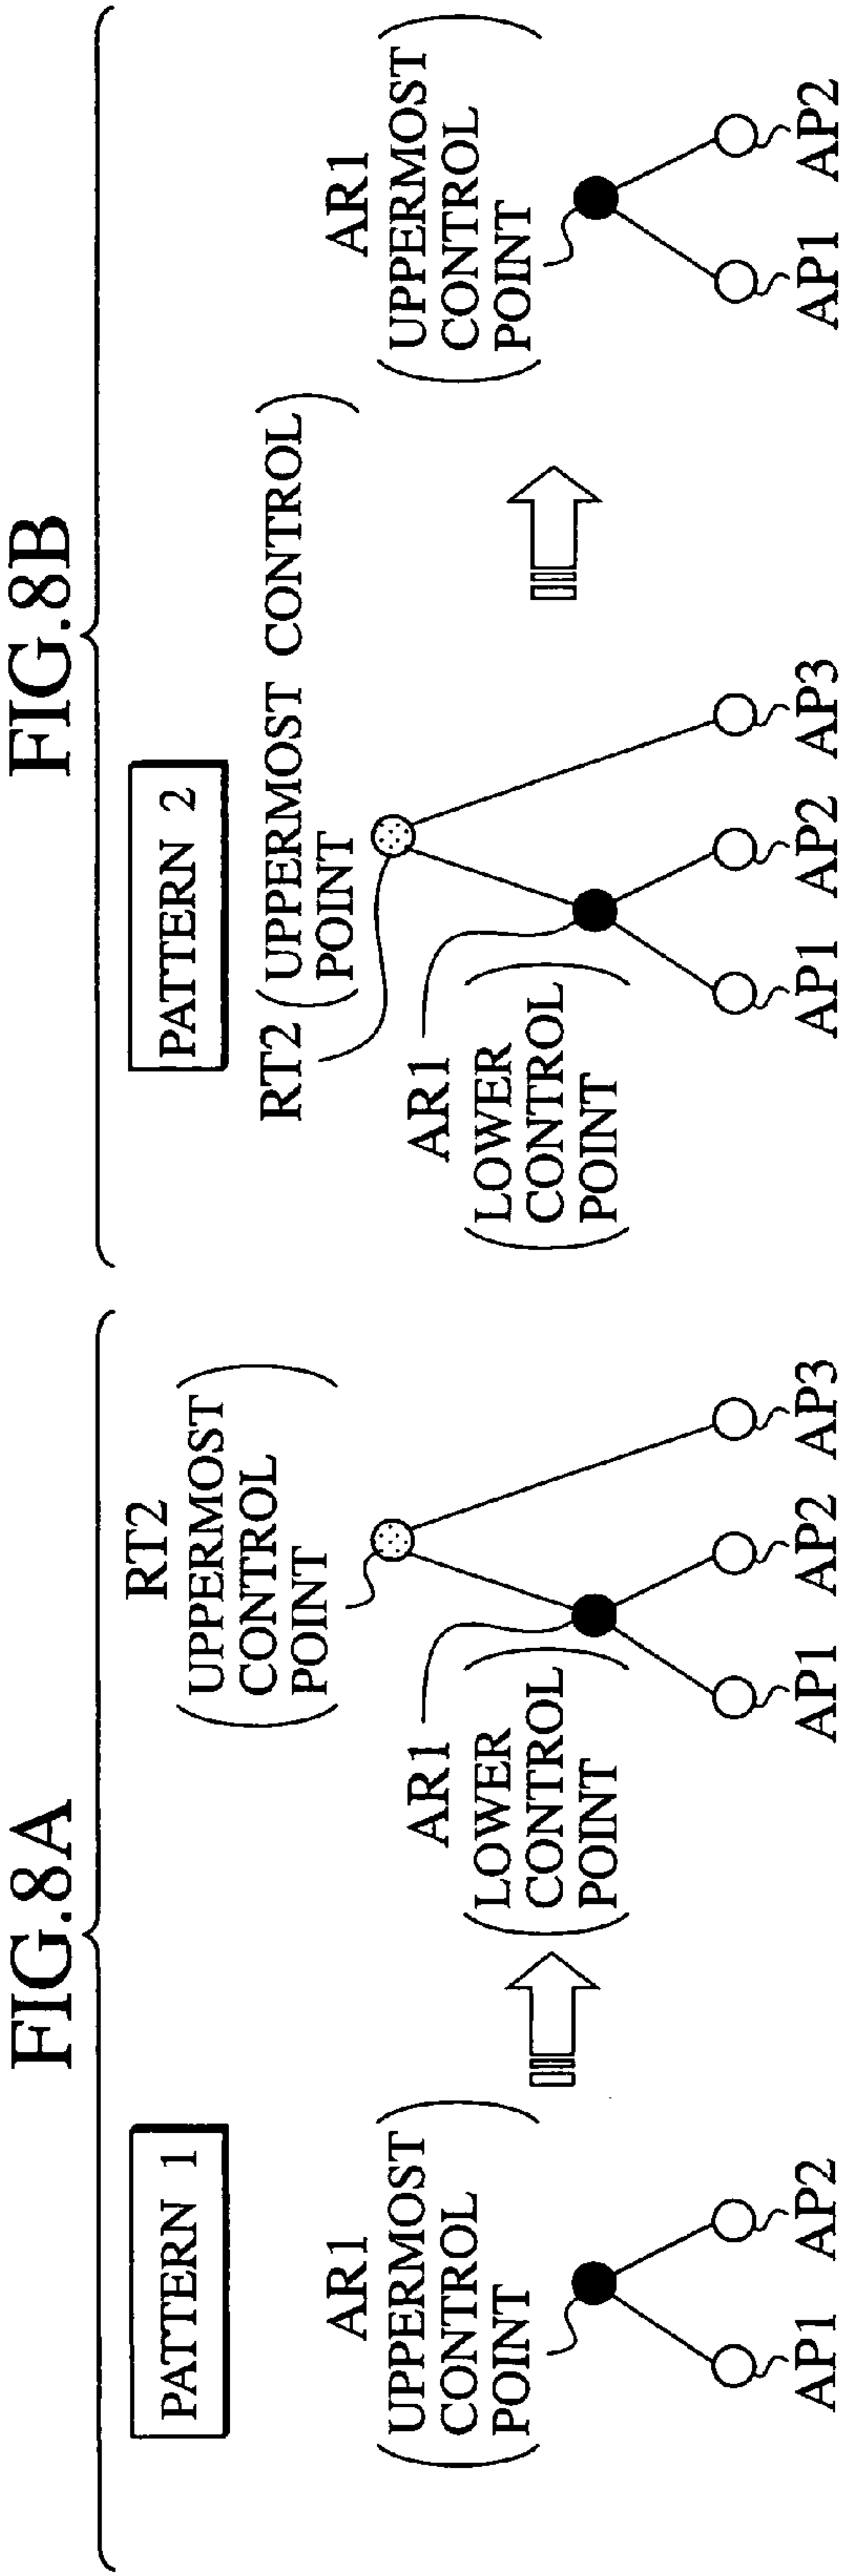 FIG.8A
PATTERN 1
AR1
(UPPERMOST
CONTROL
POINT)
AP1
AP2
RT2
(UPPERMOST
CONTROL
POINT)
AR1
(LOWER
CONTROL
POINT)
AP1
AP2
AP3
FIG.8B
PATTERN 2
RT2
(UPPERMOST CONTROL
POINT)
AR1
(LOWER
CONTROL
POINT)
AP1
AP2
AP3
AR1
(UPPERMOST
CONTROL
POINT)
AP1
AP2